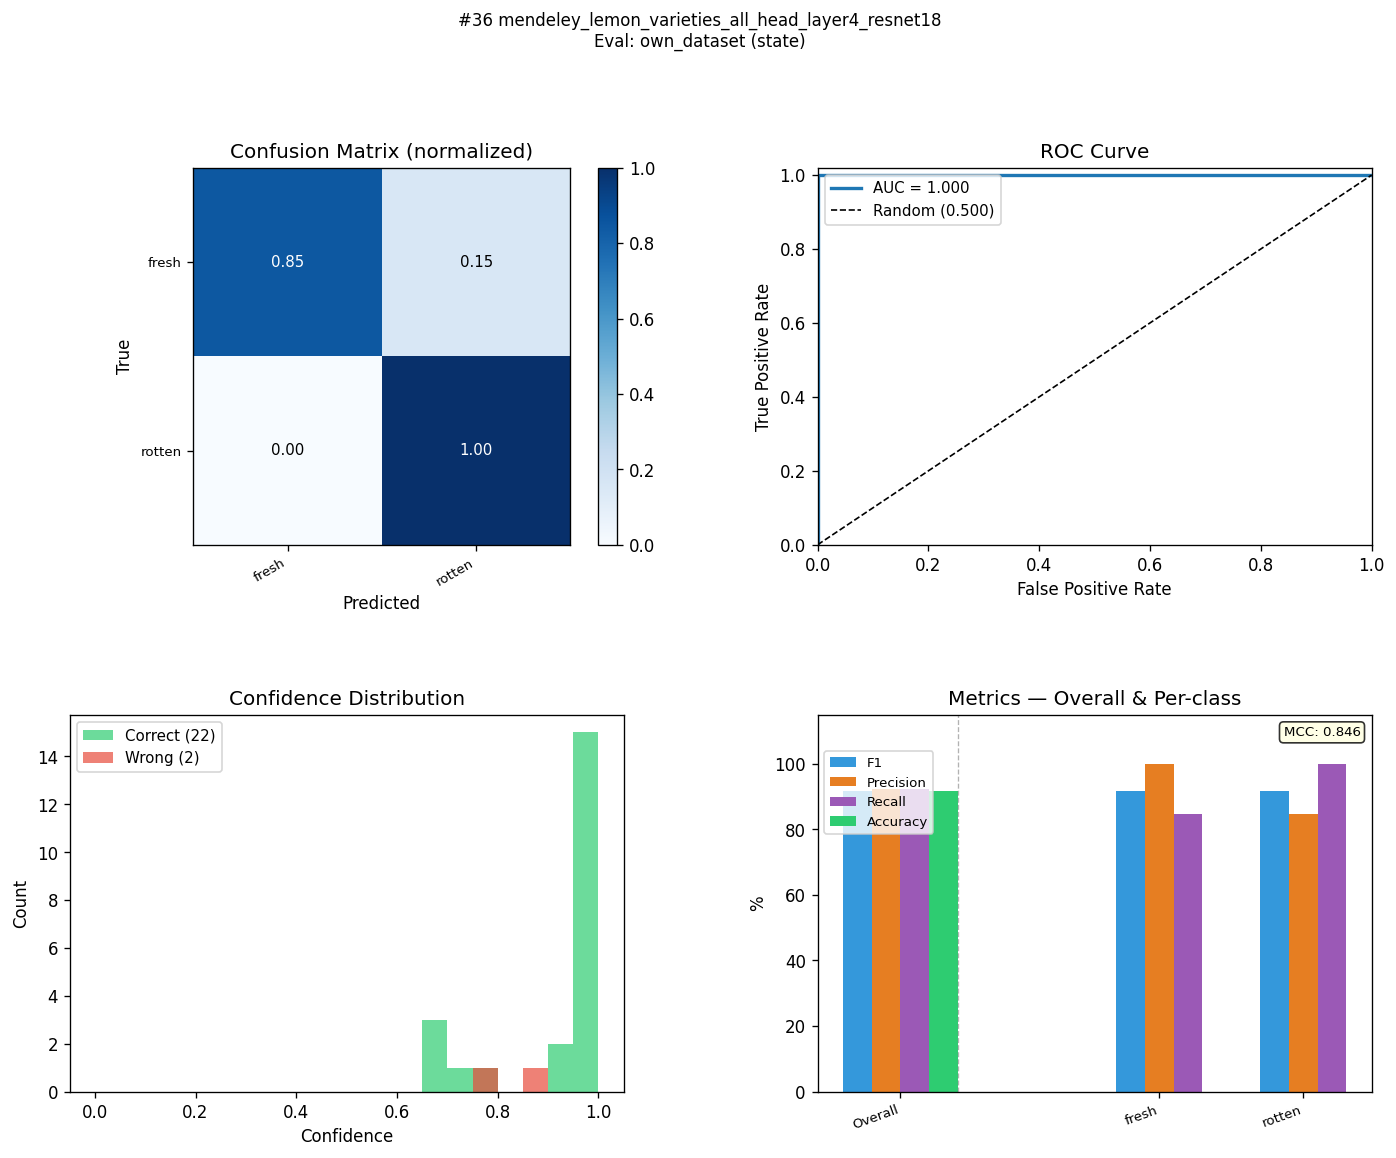 #36 mendeley_lemon_varieties_all_head_layer4_resnet18
Eval: own_dataset (state)
Confusion Matrix (normalized)
True
fresh
rotten
0.85
0.15
0.00
1.00
fresh
rotten
Predicted
1.0
0.8
0.6
0.4
0.2
0.0
ROC Curve
AUC = 1.000
Random (0.500)
True Positive Rate
1.0
0.8
0.6
0.4
0.2
0.0
0.0
0.2
0.4
0.6
0.8
1.0
False Positive Rate
Confidence Distribution
Correct (22)
Wrong (2)
Count
14
12
10
8
6
4
2
0
0.0
0.2
0.4
0.6
0.8
1.0
Confidence
Metrics — Overall & Per-class
MCC: 0.846
F1
Precision
Recall
Accuracy
%
100
80
60
40
20
0
Overall
fresh
rotten